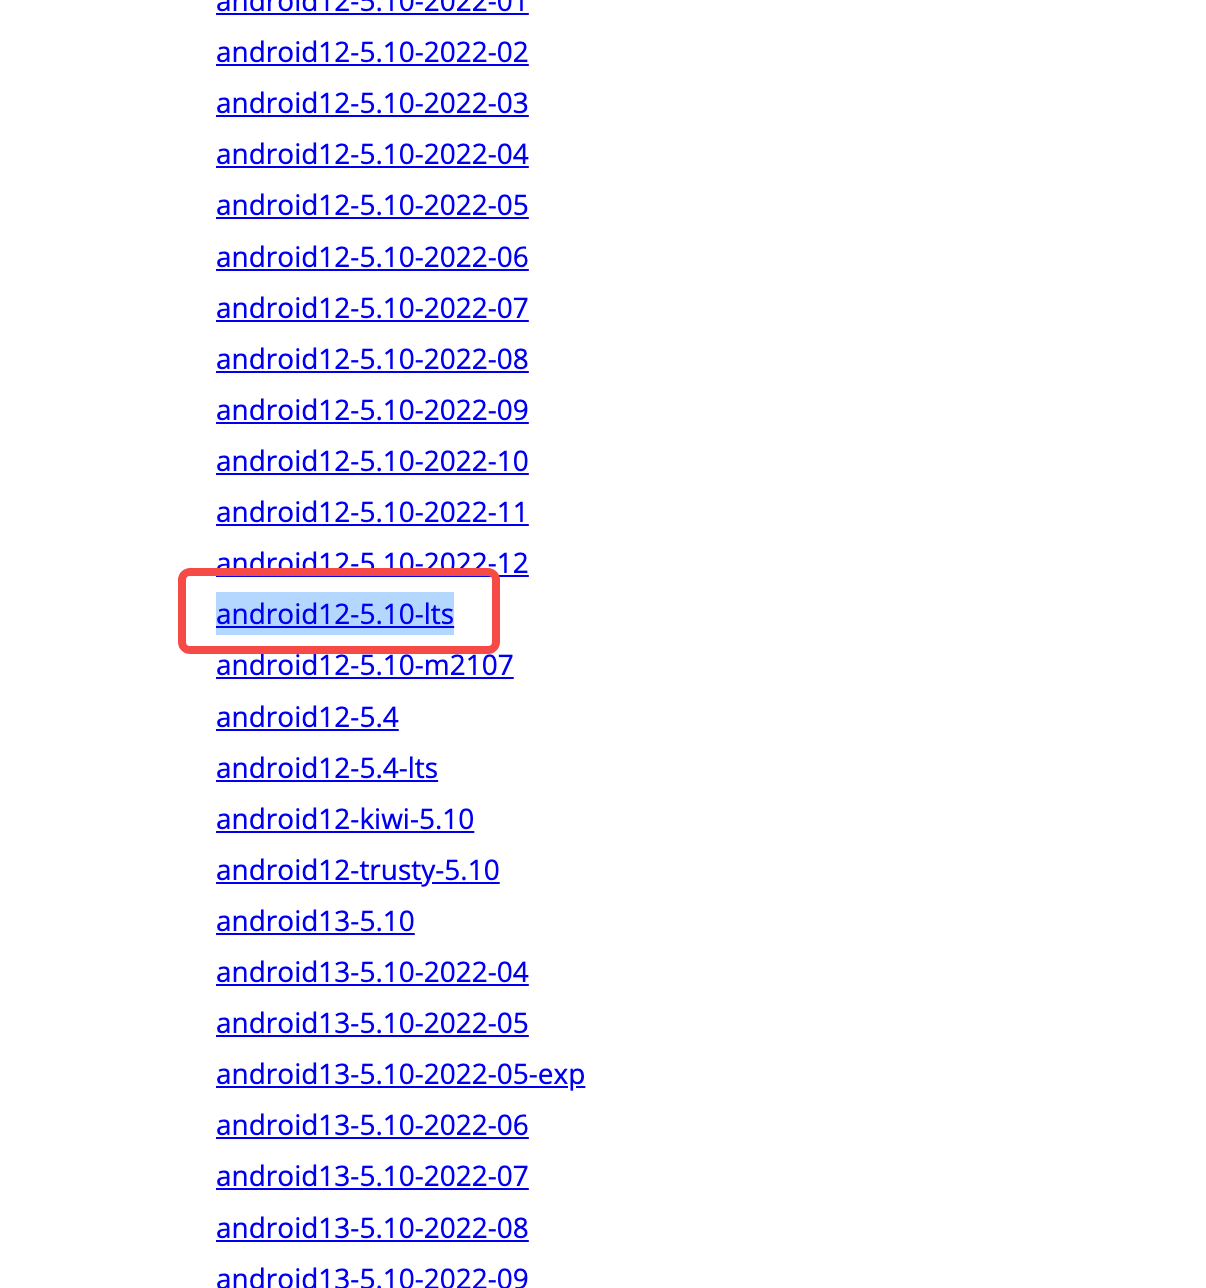 android12-5.10-2022-01
android12-5.10-2022-02
android12-5.10-2022-03
android12-5.10-2022-04
android12-5.10-2022-05
android12-5.10-2022-06
android12-5.10-2022-07
android12-5.10-2022-08
android12-5.10-2022-09
android12-5.10-2022-10
android12-5.10-2022-11
android12-5.10-2022-12
android12-5.10-lts
android12-5.10-m2107
android12-5.4
android12-5.4-lts
android12-kiwi-5.10
android12-trusty-5.10
android13-5.10
android13-5.10-2022-04
android13-5.10-2022-05
android13-5.10-2022-05-exp
android13-5.10-2022-06
android13-5.10-2022-07
android13-5.10-2022-08
android13-5.10-2022-09